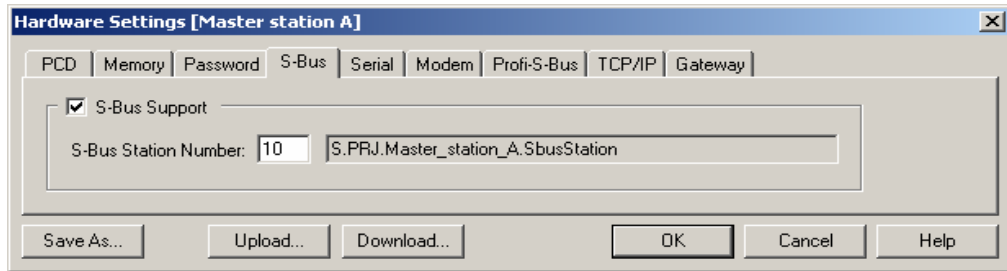 Hardware Settings [Master station A]
PCD Memory Password S-Bus Serial Modem Profi-S-Bus TCP/IP Gateway
S-Bus Support
S-Bus Station Number: 10 S.PRJ.Master_station_A.SbusStation
Save As... Upload... Download... OK Cancel Help